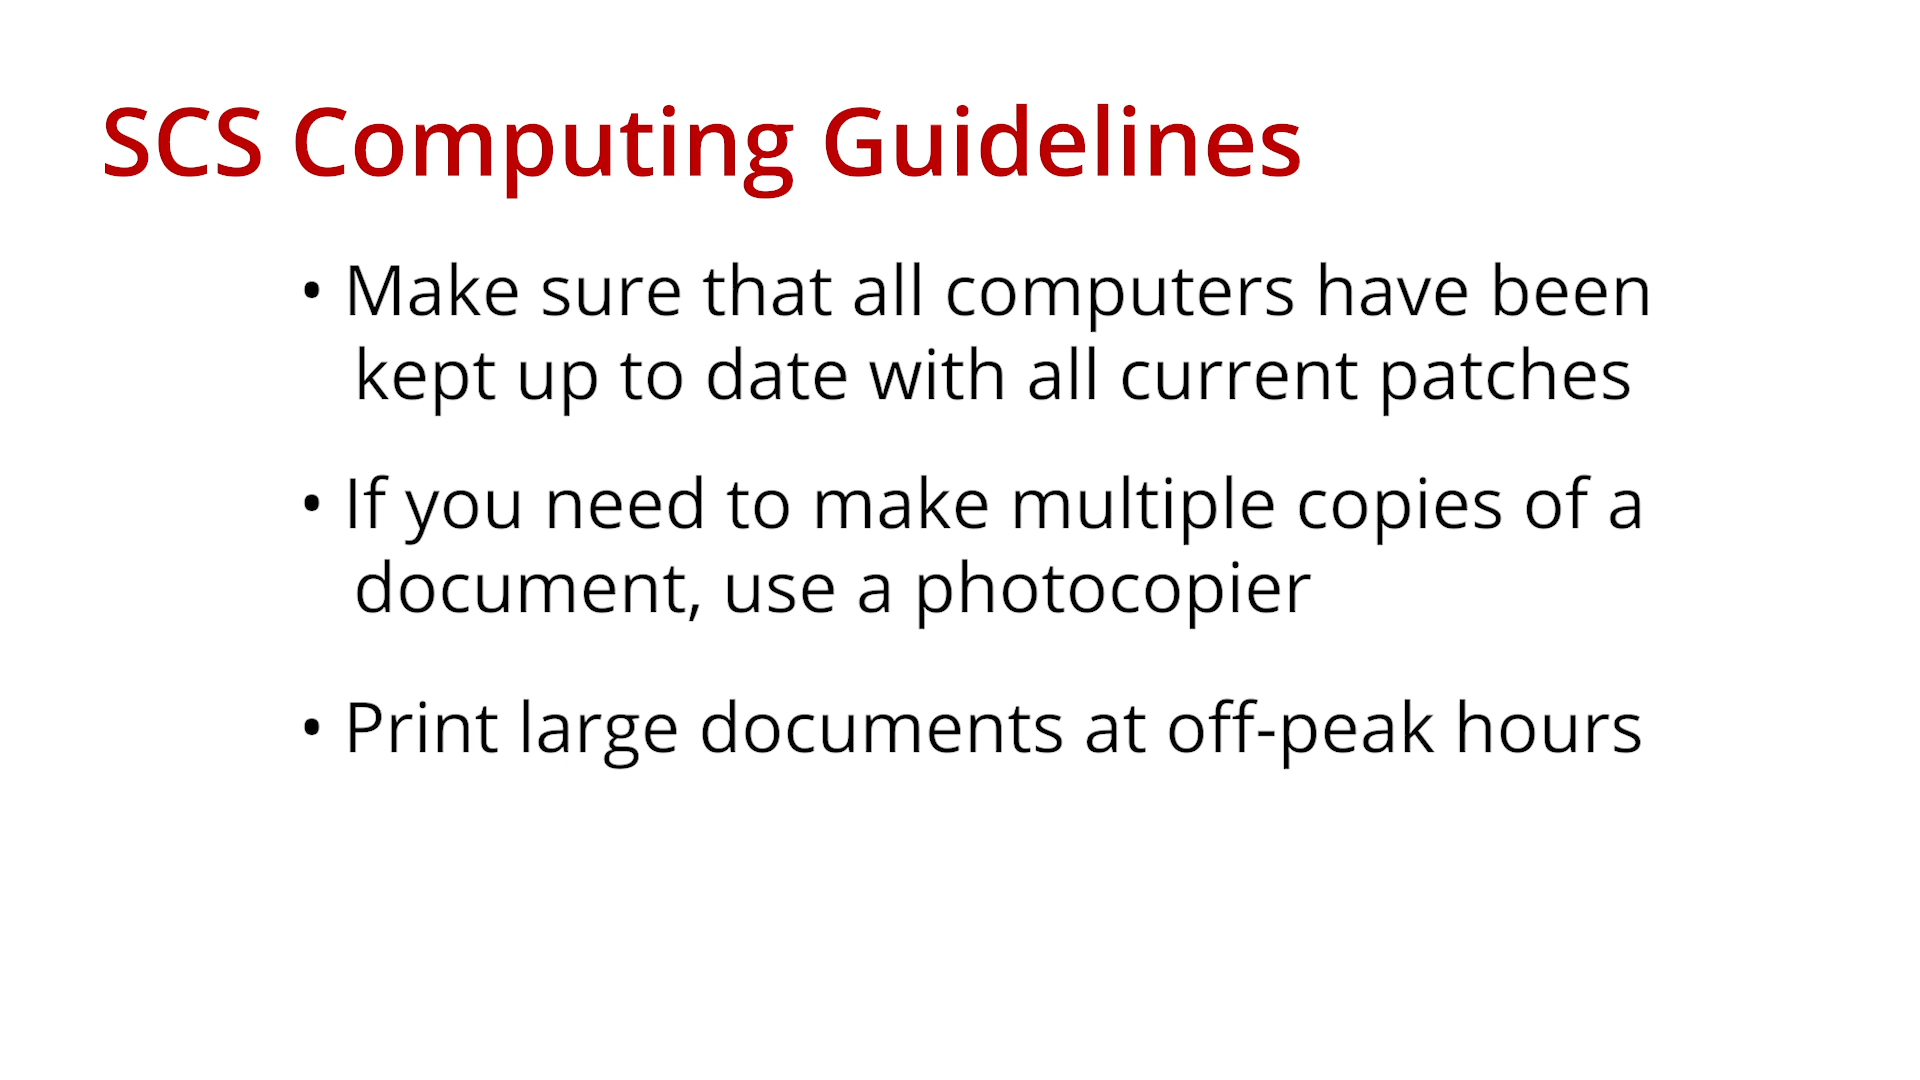 SCS Computing Guidelines
• Make sure that all computers have been
kept up to date with all current patches
• If you need to make multiple copies of a
document, use a photocopier
• Print large documents at off-peak hours